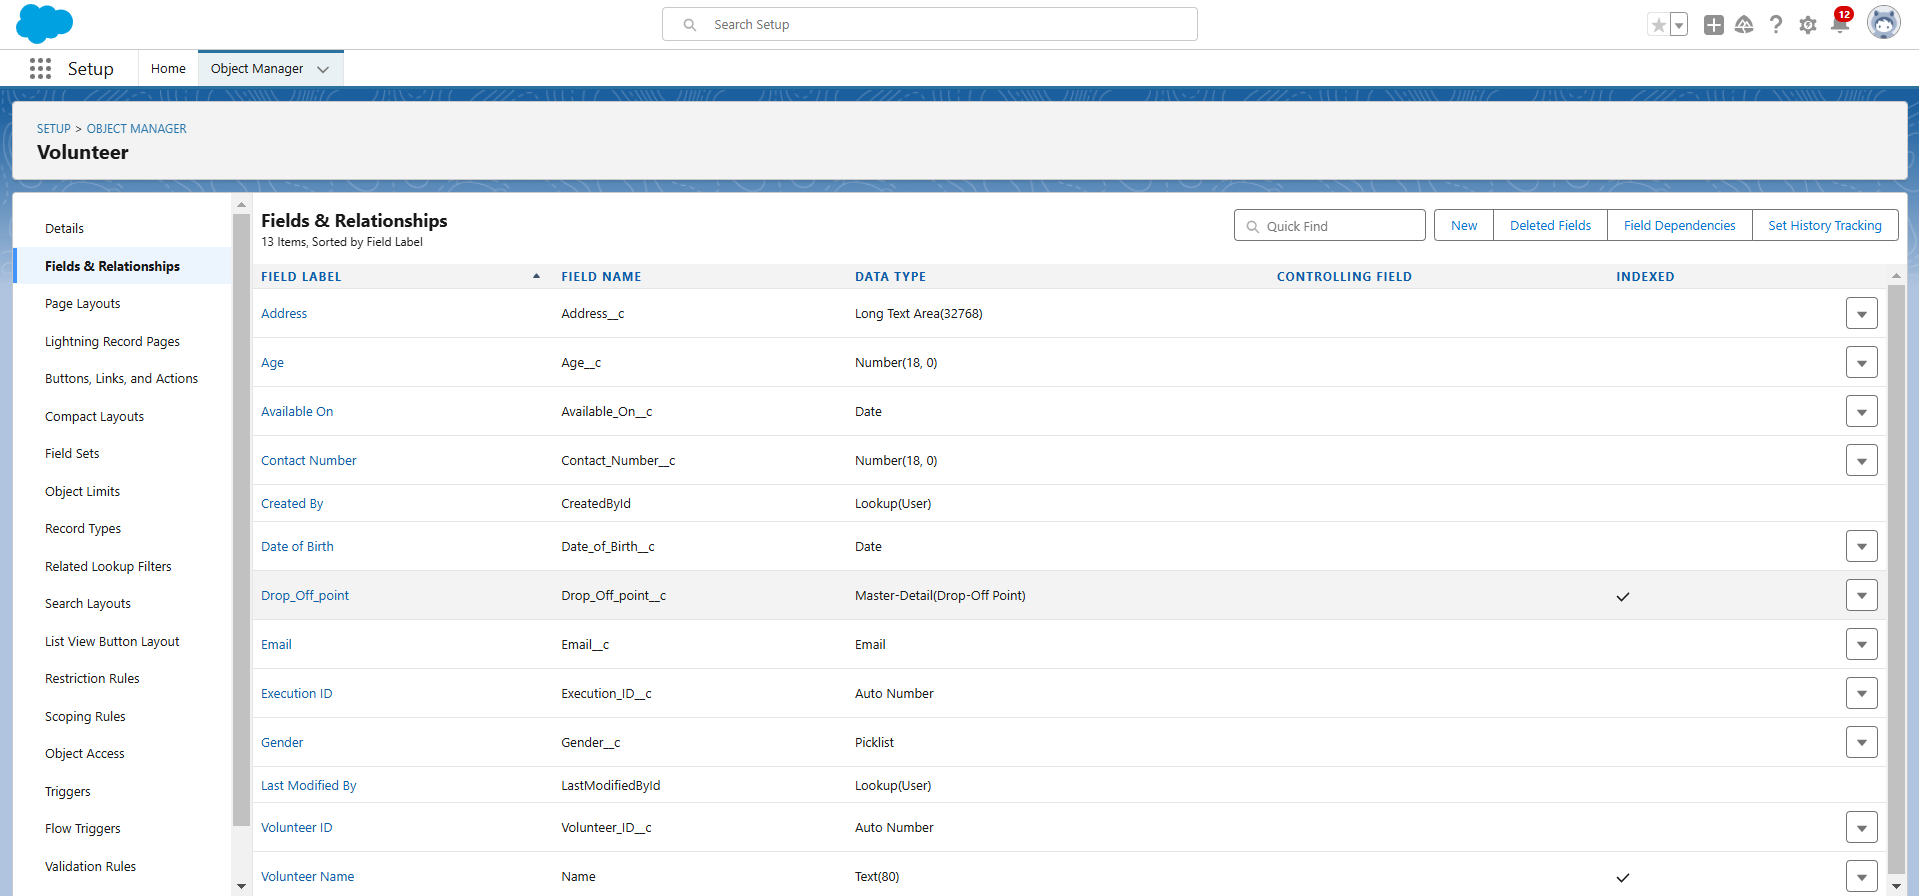 Search Setup
12
Setup
Home
Object Manager
SETUP > OBJECT MANAGER
Volunteer
Details
Fields & Relationships
Page Layouts
Lightning Record Pages
Buttons, Links, and Actions
Compact Layouts
Field Sets
Object Limits
Record Types
Related Lookup Filters
Search Layouts
List View Button Layout
Restriction Rules
Scoping Rules
Object Access
Triggers
Flow Triggers
Validation Rules
Fields & Relationships
13 Items, Sorted by Field Label
Quick Find
New
Deleted Fields
Field Dependencies
Set History Tracking
FIELD LABEL FIELD NAME DATA TYPE CONTROLLING FIELD INDEXED
Address Address__c Long Text Area(32768)
Age Age__c Number(18, 0)
Available On Available_On__c Date
Contact Number Contact_Number__c Number(18, 0)
Created By CreatedById Lookup(User)
Date of Birth Date_of_Birth__c Date
Drop_Off_point Drop_Off_point__c Master-Detail(Drop-Off Point)
Email Email__c Email
Execution ID Execution_ID__c Auto Number
Gender Gender__c Picklist
Last Modified By LastModifiedById Lookup(User)
Volunteer ID Volunteer_ID__c Auto Number
Volunteer Name Name Text(80)